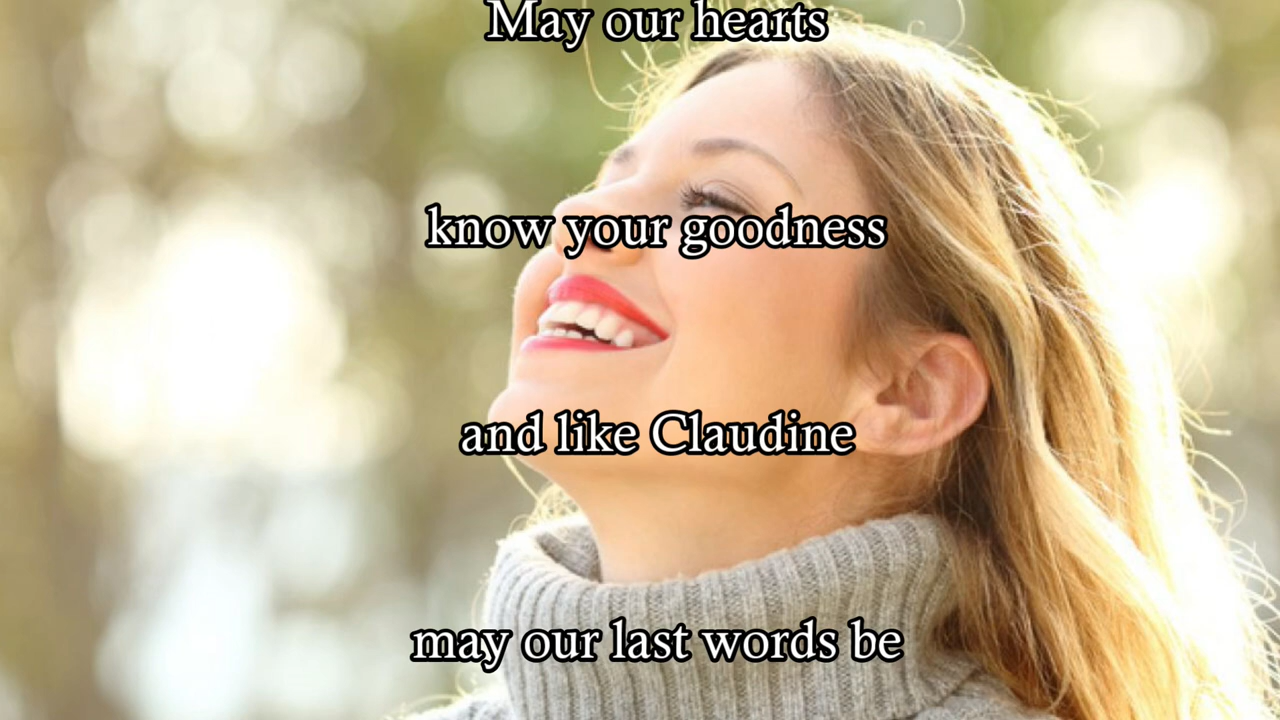 May our hearts
know your goodness
and like Claudine
may our last words be